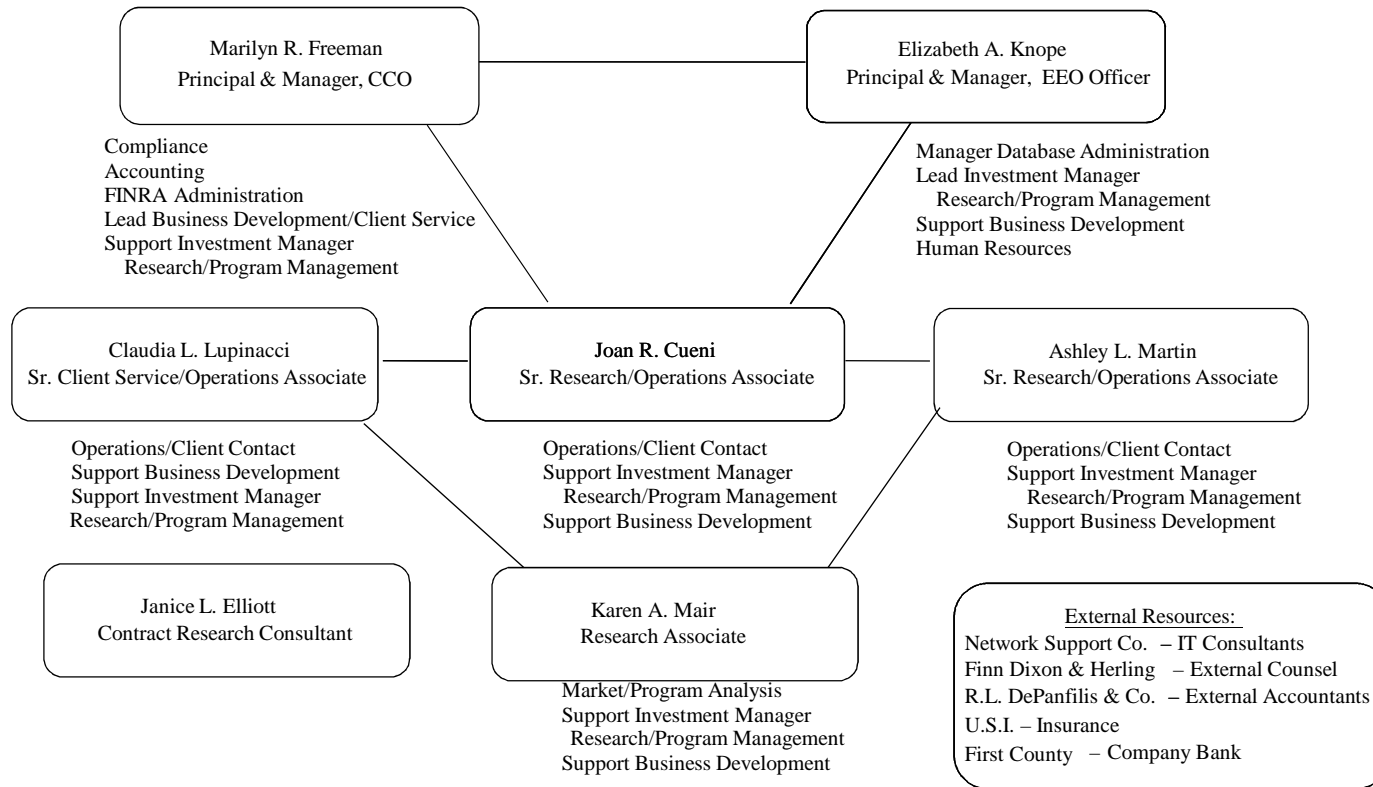 Marilyn R. Freeman
Principal & Manager, CCO
Elizabeth A. Knope
Principal & Manager, EEO Officer
Compliance
Accounting
FINRA Administration
Lead Business Development/Client Service
Support Investment Manager
Research/Program Management
Manager Database Administration
Lead Investment Manager
Research/Program Management
Support Business Development
Human Resources
Claudia L. Lupinacci
Sr. Client Service/Operations Associate
Joan R. Cueni
Sr. Research/Operations Associate
Ashley L. Martin
Sr. Research/Operations Associate
Operations/Client Contact
Support Business Development
Support Investment Manager
Research/Program Management
Operations/Client Contact
Support Investment Manager
Research/Program Management
Support Business Development
Operations/Client Contact
Support Investment Manager
Research/Program Management
Support Business Development
Janice L. Elliott
Contract Research Consultant
Karen A. Mair
Research Associate
Market/Program Analysis
Support Investment Manager
Research/Program Management
Support Business Development
External Resources:
Network Support Co. – IT Consultants
Finn Dixon & Herling – External Counsel
R.L. DePanfilis & Co. – External Accountants
U.S.I. – Insurance
First County – Company Bank